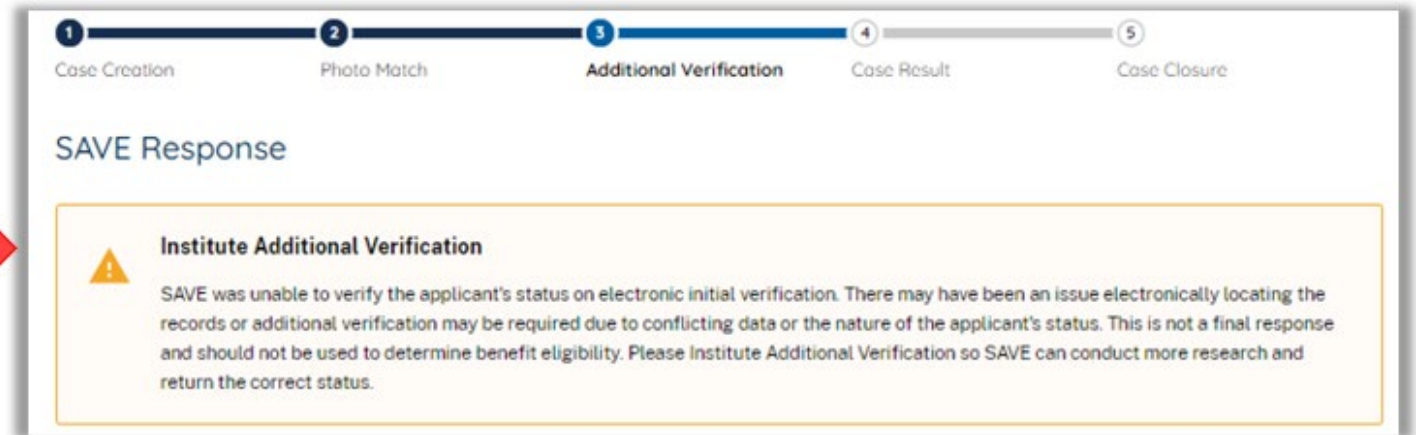 1 2 3 4 5
Case Creation Photo Match Additional Verification Case Result Case Closure
SAVE Response
Institute Additional Verification
SAVE was unable to verify the applicant's status on electronic initial verification. There may have been an issue electronically locating the
records or additional verification may be required due to conflicting data or the nature of the applicant's status. This is not a final response
and should not be used to determine benefit eligibility. Please Institute Additional Verification so SAVE can conduct more research and
return the correct status.